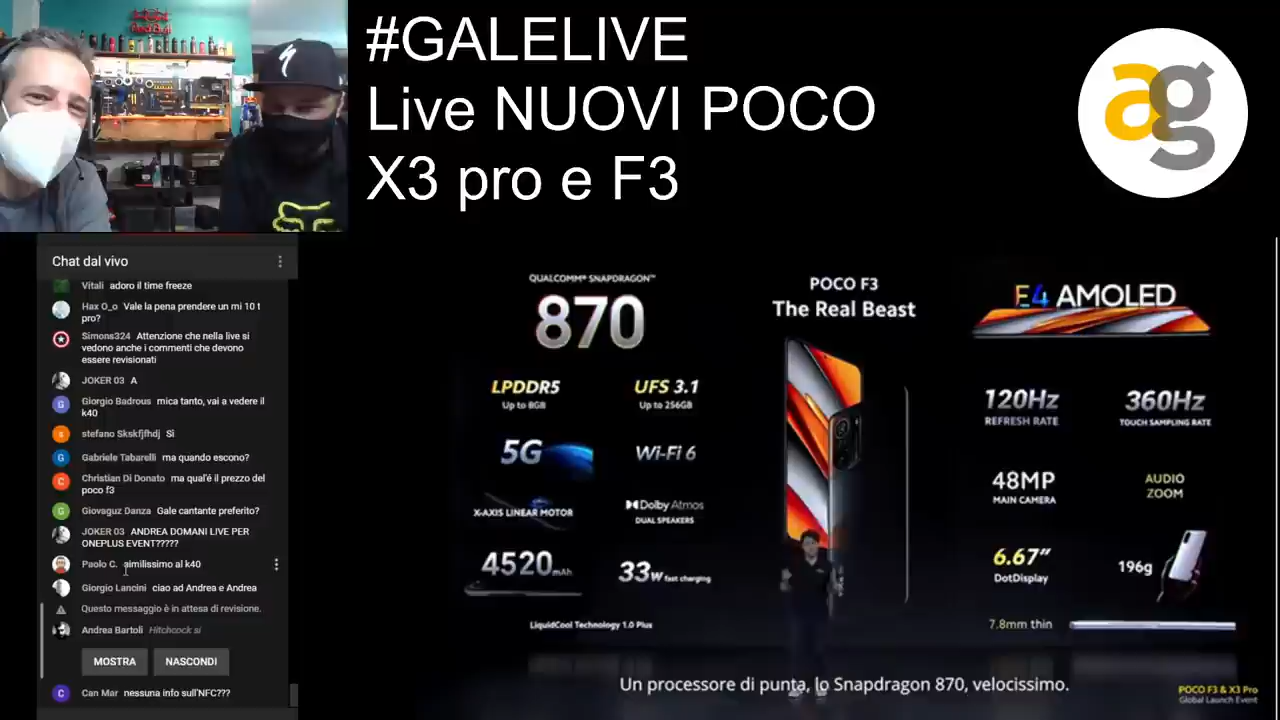 #GALELIVE
Live NUOVI POCO
X3 pro e F3
ag
Chat dal vivo
Vitali adoro il time freeze
Hax O_o Vale la pena prendere un mi 10 t
pro?
Simons324 Attenzione che nella live si
vedono anche i commenti che devono
essere revisionati
JOKER 03 A
Giorgio Badrous mica tanto, vai a vedere il
k40
stefano Skskfjfhdj Sì
Gabriele Tabarelli ma quando escono?
Christian Di Donato ma qual'é il prezzo del
poco f3
Giovaguz Danza Gale cantante preferito?
JOKER 03 ANDREA DOMANI LIVE PER
ONEPLUS EVENT?????
Paolo C. similissimo al k40
Giorgio Lancini ciao ad Andrea e Andrea
Questo messaggio è in attesa di revisione.
Andrea Bartoli Hitchcock si
MOSTRA NASCONDI
Can Mar nessuna info sull'NFC???
QUALCOMM® SNAPDRAGON™
870
LPDDR5
Up to 8GB
UFS 3.1
Up to 256GB
5G
Wi-Fi 6
X-AXIS LINEAR MOTOR
Dolby Atmos
DUAL SPEAKERS
4520mAh
33W fast charging
LiquidCool Technology 1.0 Plus
POCO F3
The Real Beast
E4 AMOLED
120Hz
REFRESH RATE
360Hz
TOUCH SAMPLING RATE
48MP
MAIN CAMERA
AUDIO
ZOOM
6.67”
DotDisplay
196g
7.8mm thin
Un processore di punta, lo Snapdragon 870, velocissimo.
POCO F3 & X3 Pro
Global Launch Event